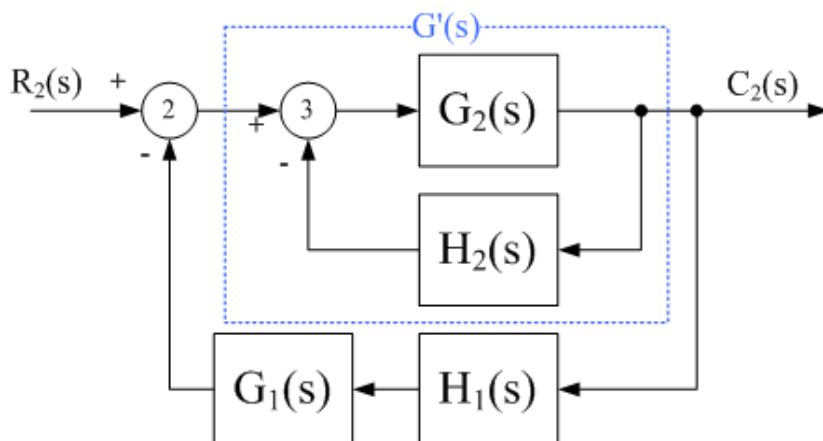 G'(s)
R₂(s) + 2 + 3 G₂(s) C₂(s)
- -
H₂(s)
G₁(s) H₁(s)